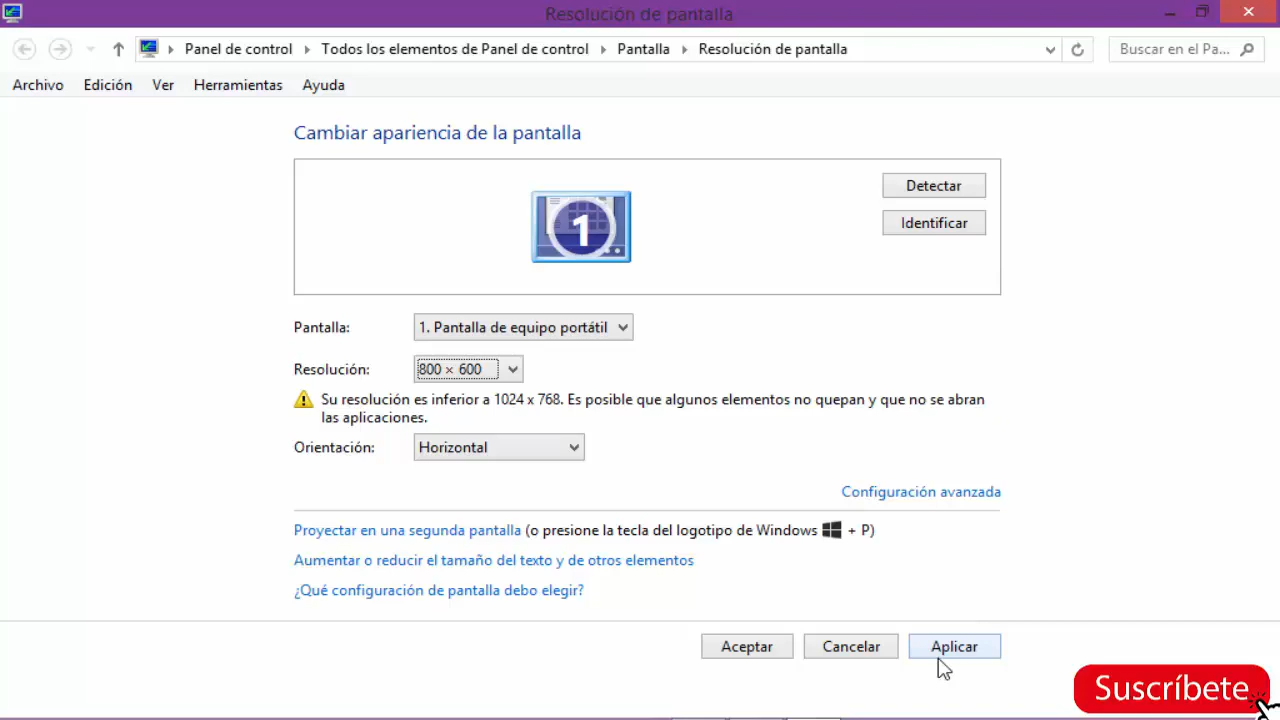 Resolución de pantalla
Panel de control
Todos los elementos de Panel de control
Pantalla
Resolución de pantalla
Buscar en el Pa...
Archivo Edición Ver Herramientas Ayuda
Cambiar apariencia de la pantalla
1
Detectar
Identificar
Pantalla: 1. Pantalla de equipo portátil
Resolución: 800 × 600
Su resolución es inferior a 1024 x 768. Es posible que algunos elementos no quepan y que no se abran
las aplicaciones.
Orientación: Horizontal
Configuración avanzada
Proyectar en una segunda pantalla (o presione la tecla del logotipo de Windows + P)
Aumentar o reducir el tamaño del texto y de otros elementos
¿Qué configuración de pantalla debo elegir?
Aceptar Cancelar Aplicar
Suscríbete